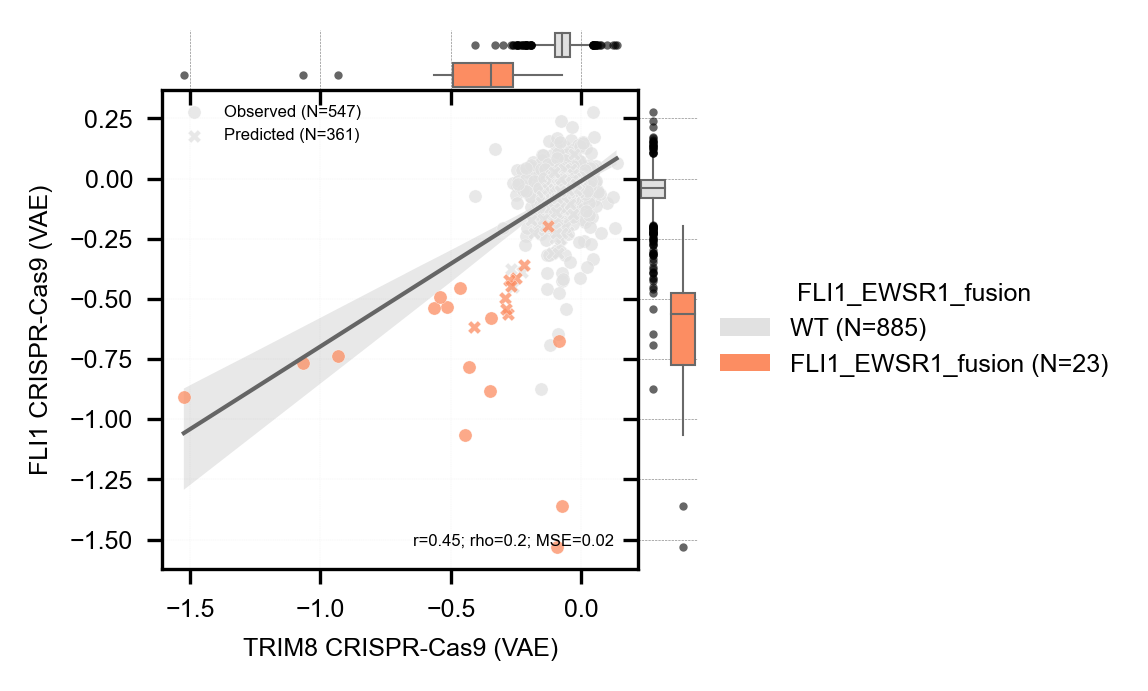 Observed (N=547)
Predicted (N=361)
0.25
0.00
−0.25
−0.50
−0.75
−1.00
−1.25
−1.50
FLI1 CRISPR-Cas9 (VAE)
r=0.45; rho=0.2; MSE=0.02
−1.5
−1.0
−0.5
0.0
TRIM8 CRISPR-Cas9 (VAE)
FLI1_EWSR1_fusion
WT (N=885)
FLI1_EWSR1_fusion (N=23)